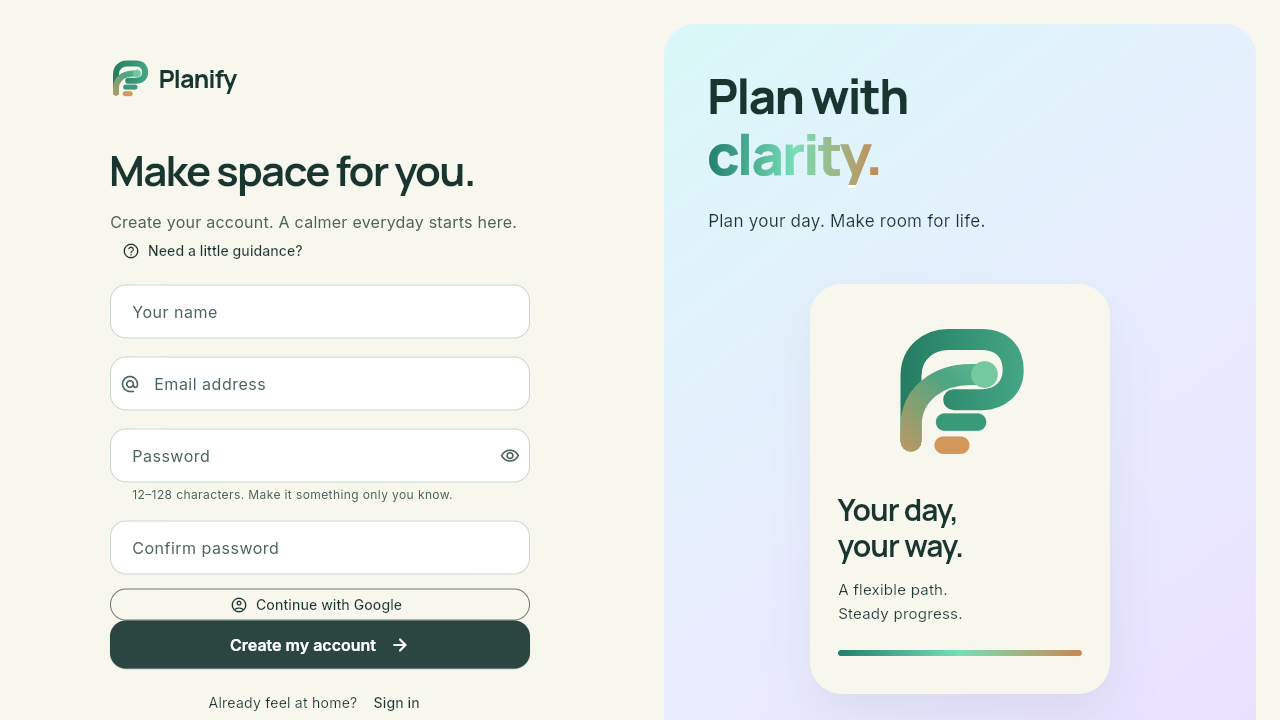 Planify
Make space for you.
Create your account. A calmer everyday starts here.
Need a little guidance?
Your name
Email address
Password
12–128 characters. Make it something only you know.
Confirm password
Continue with Google
Create my account
Already feel at home? Sign in
Plan with
clarity.
Plan your day. Make room for life.
Your day,
your way.
A flexible path.
Steady progress.